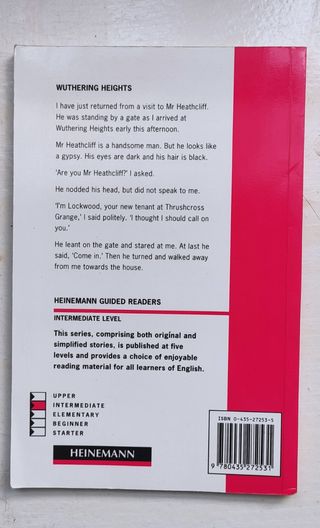 WUTHERING HEIGHTS
I have just returned from a visit to Mr Heathcliff.
He was standing by a gate as I arrived at
Wuthering Heights early this afternoon.
Mr Heathcliff is a handsome man. But he looks like
a gypsy. His eyes are dark and his hair is black.
'Are you Mr Heathcliff?' I asked.
He nodded his head, but did not speak to me.
'I'm Lockwood, your new tenant at Thrushcross
Grange,' I said politely. 'I thought I should call on
you.'
He leant on the gate and stared at me. At last he
said, 'Come in.' Then he turned and walked away
from me towards the house.
HEINEMANN GUIDED READERS
INTERMEDIATE LEVEL
This series, comprising both original and
simplified stories, is published at five
levels and provides a choice of enjoyable
reading material for all learners of English.
UPPER
INTERMEDIATE
ELEMENTARY
BEGINNER
STARTER
HEINEMANN
ISBN 0-435-27253-5
9 780435 272531